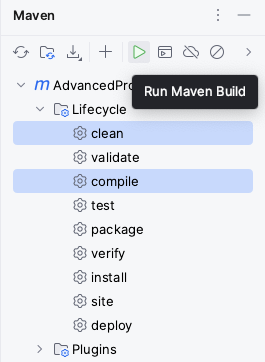 Maven
m AdvancedPro
Run Maven Build
Lifecycle
clean
validate
compile
test
package
verify
install
site
deploy
Plugins